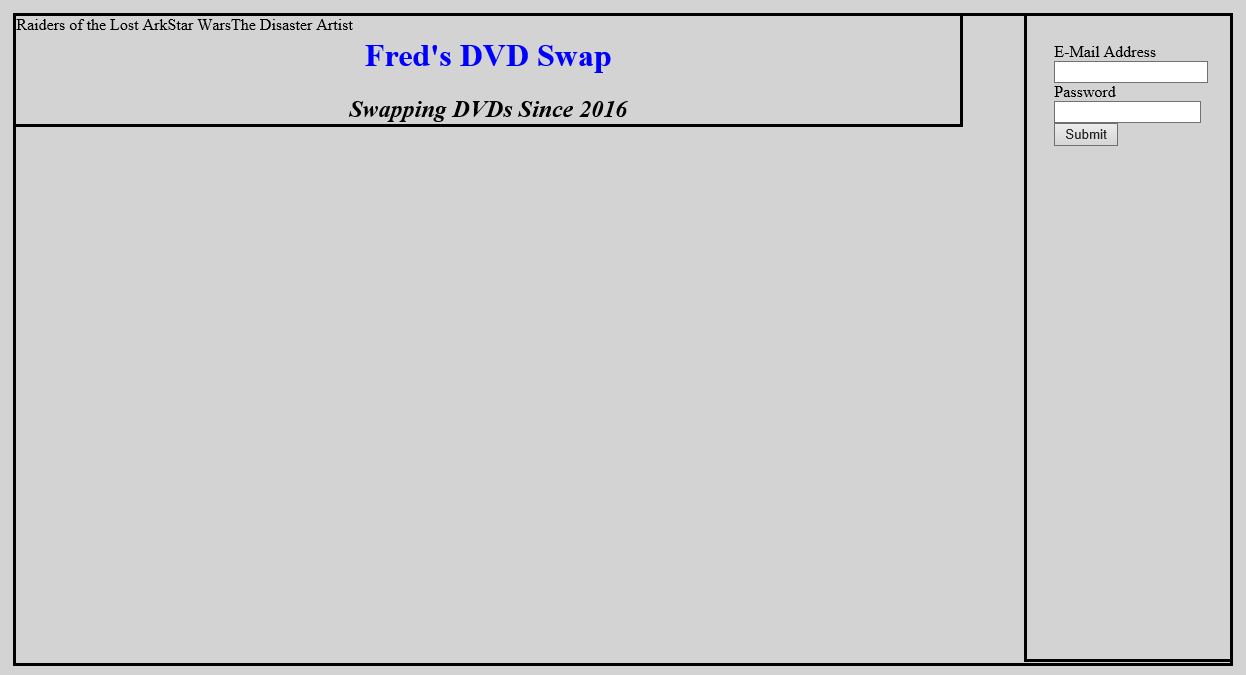 Raiders of the Lost ArkStar WarsThe Disaster Artist
Fred's DVD Swap
Swapping DVDs Since 2016
E-Mail Address
Password
Submit